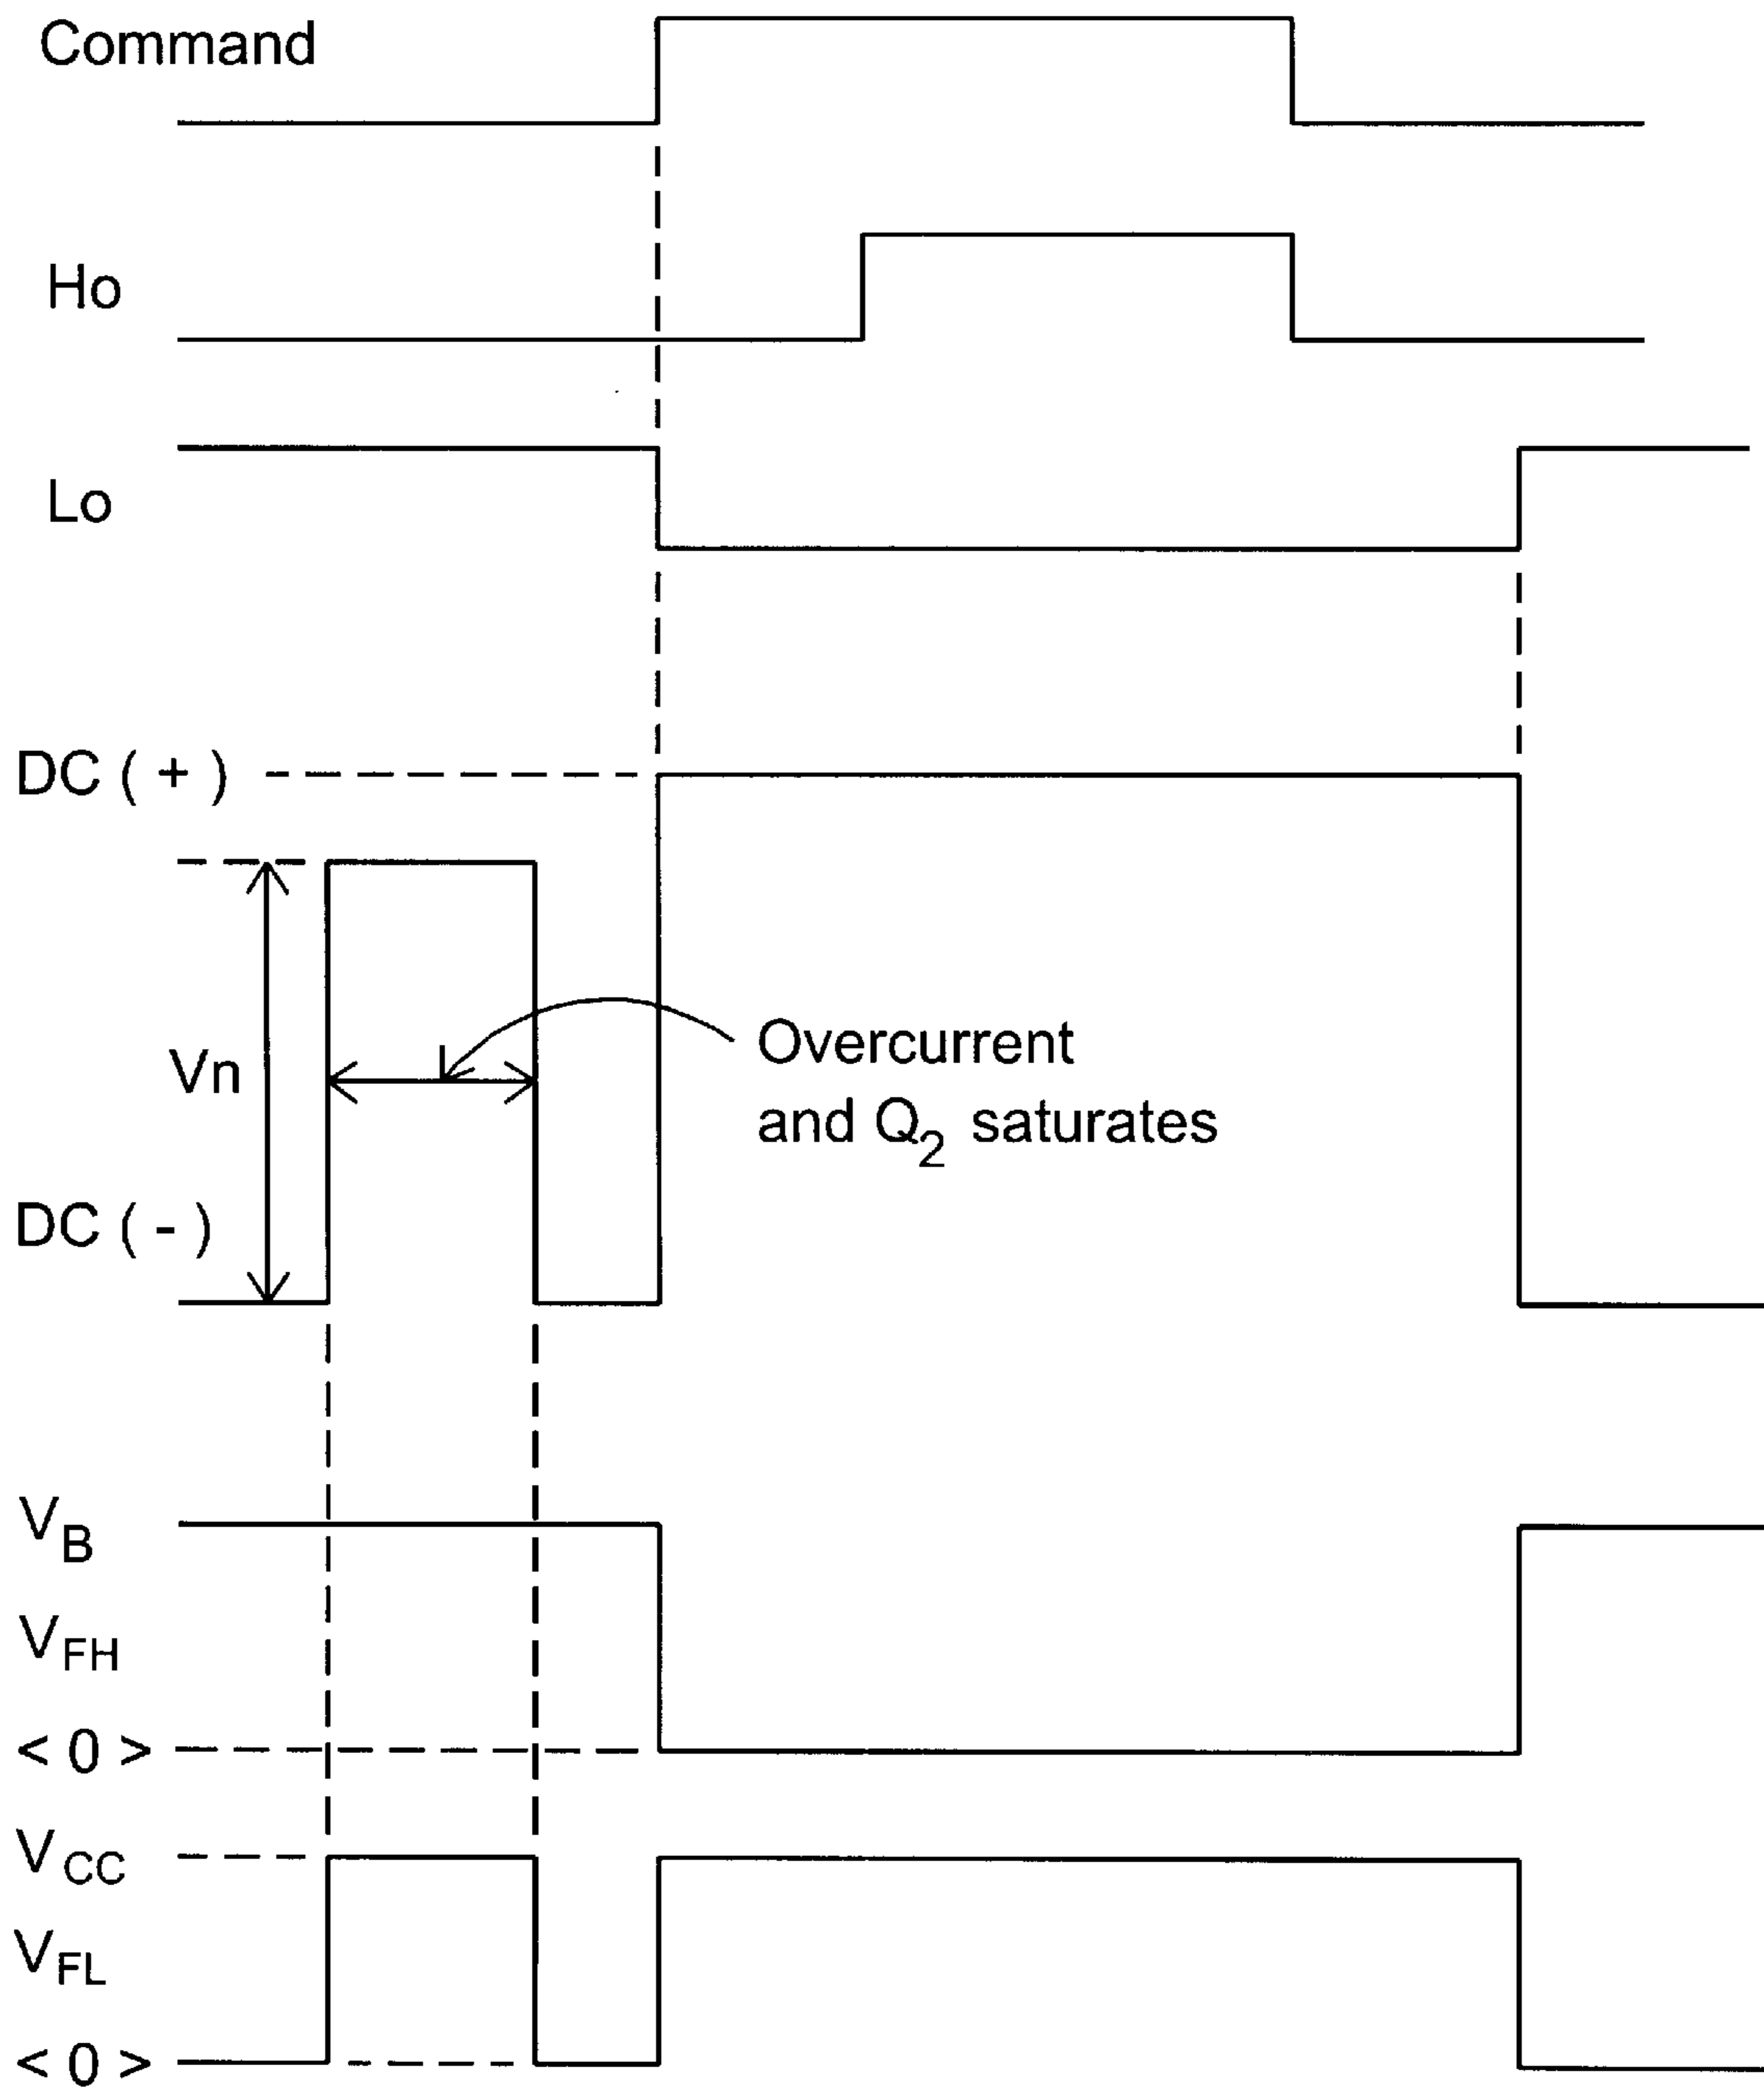 Command
Ho
Lo
DC ( + )
Vn
Overcurrent
and Q2 saturates
DC ( - )
VB
VFH
< 0 >
VCC
VFL
< 0 >